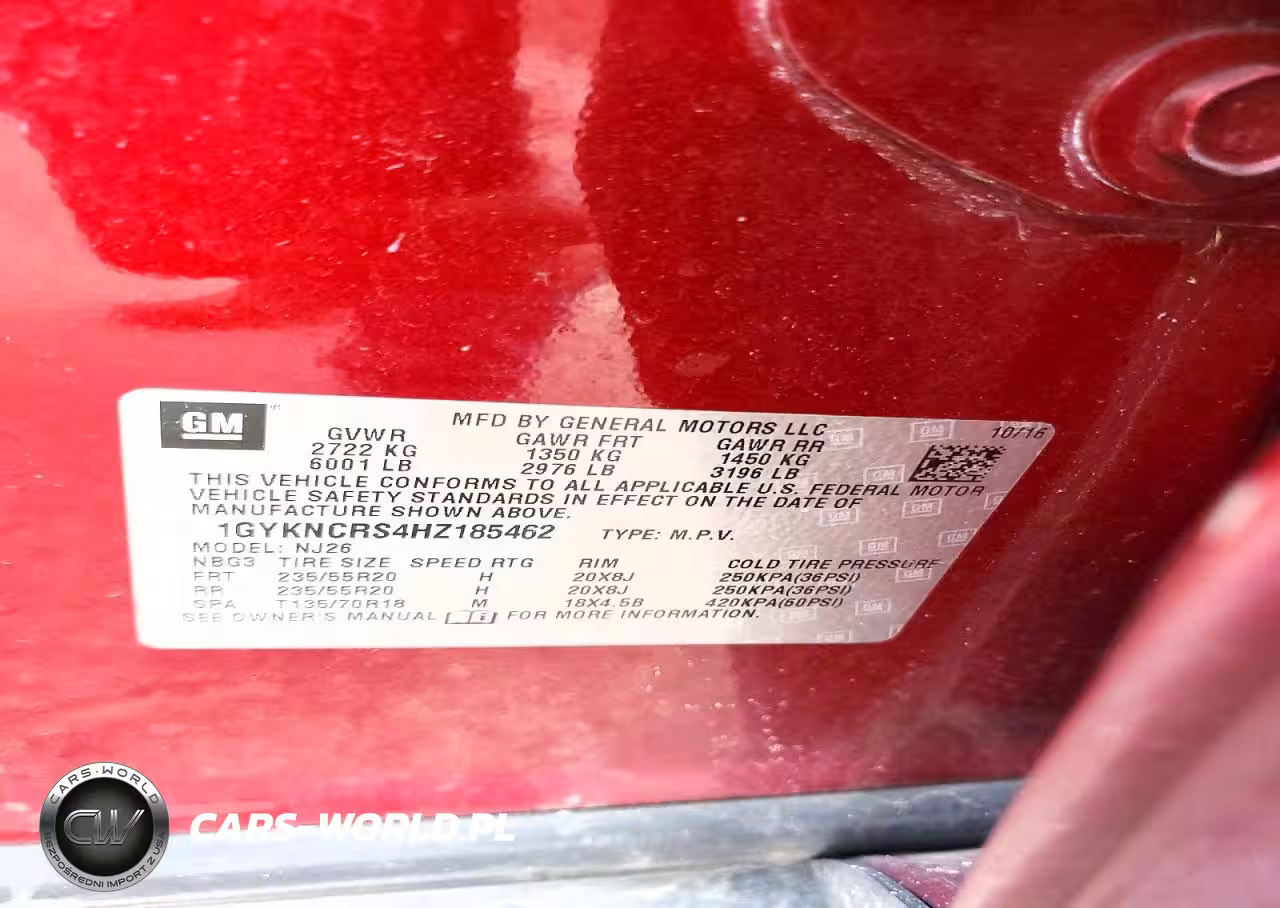 GM
MFD BY GENERAL MOTORS LLC
10/16
GVWR GAWR FRT GAWR RR
2722 KG 1350 KG 1450 KG
6001 LB 2976 LB 3196 LB
THIS VEHICLE CONFORMS TO ALL APPLICABLE U.S. FEDERAL MOTOR
VEHICLE SAFETY STANDARDS IN EFFECT ON THE DATE OF
MANUFACTURE SHOWN ABOVE.
1GYKNCRS4HZ185462 TYPE: M.P.V.
MODEL: NJ26
NBG3 TIRE SIZE SPEED RTG RIM COLD TIRE PRESSURE
FRT 235/55R20 H 20X8J 250KPA(36PSI)
RR 235/55R20 H 20X8J 250KPA(36PSI)
SPA T135/70R18 M 18X4.5B 420KPA(60PSI)
SEE OWNER'S MANUAL FOR MORE INFORMATION.
CARS-WORLD
CW
BEZPOŚREDNI IMPORT Z USA
CARS-WORLD.PL